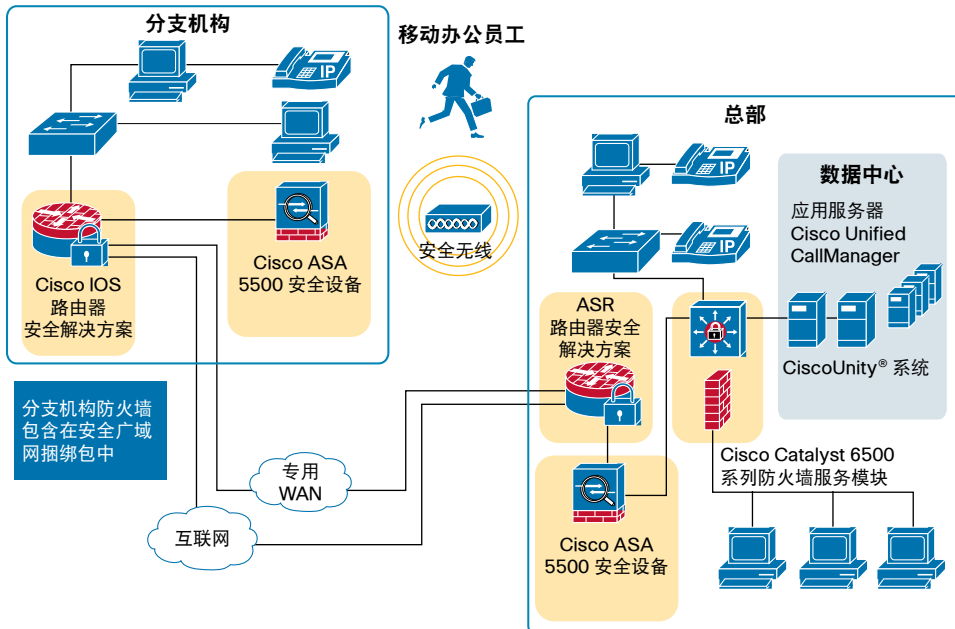 分支机构
IP
Cisco IOS
路由器
安全解决方案
Cisco ASA
5500 安全设备
分支机构防火墙
包含在安全广域
网捆绑包中
移动办公员工
安全无线
专用
WAN
互联网
总部
IP
IP
数据中心
应用服务器
Cisco Unified
CallManager
CiscoUnity® 系统
ASR
路由器安全
解决方案
Cisco Catalyst 6500
系列防火墙服务模块
Cisco ASA
5500 安全设备